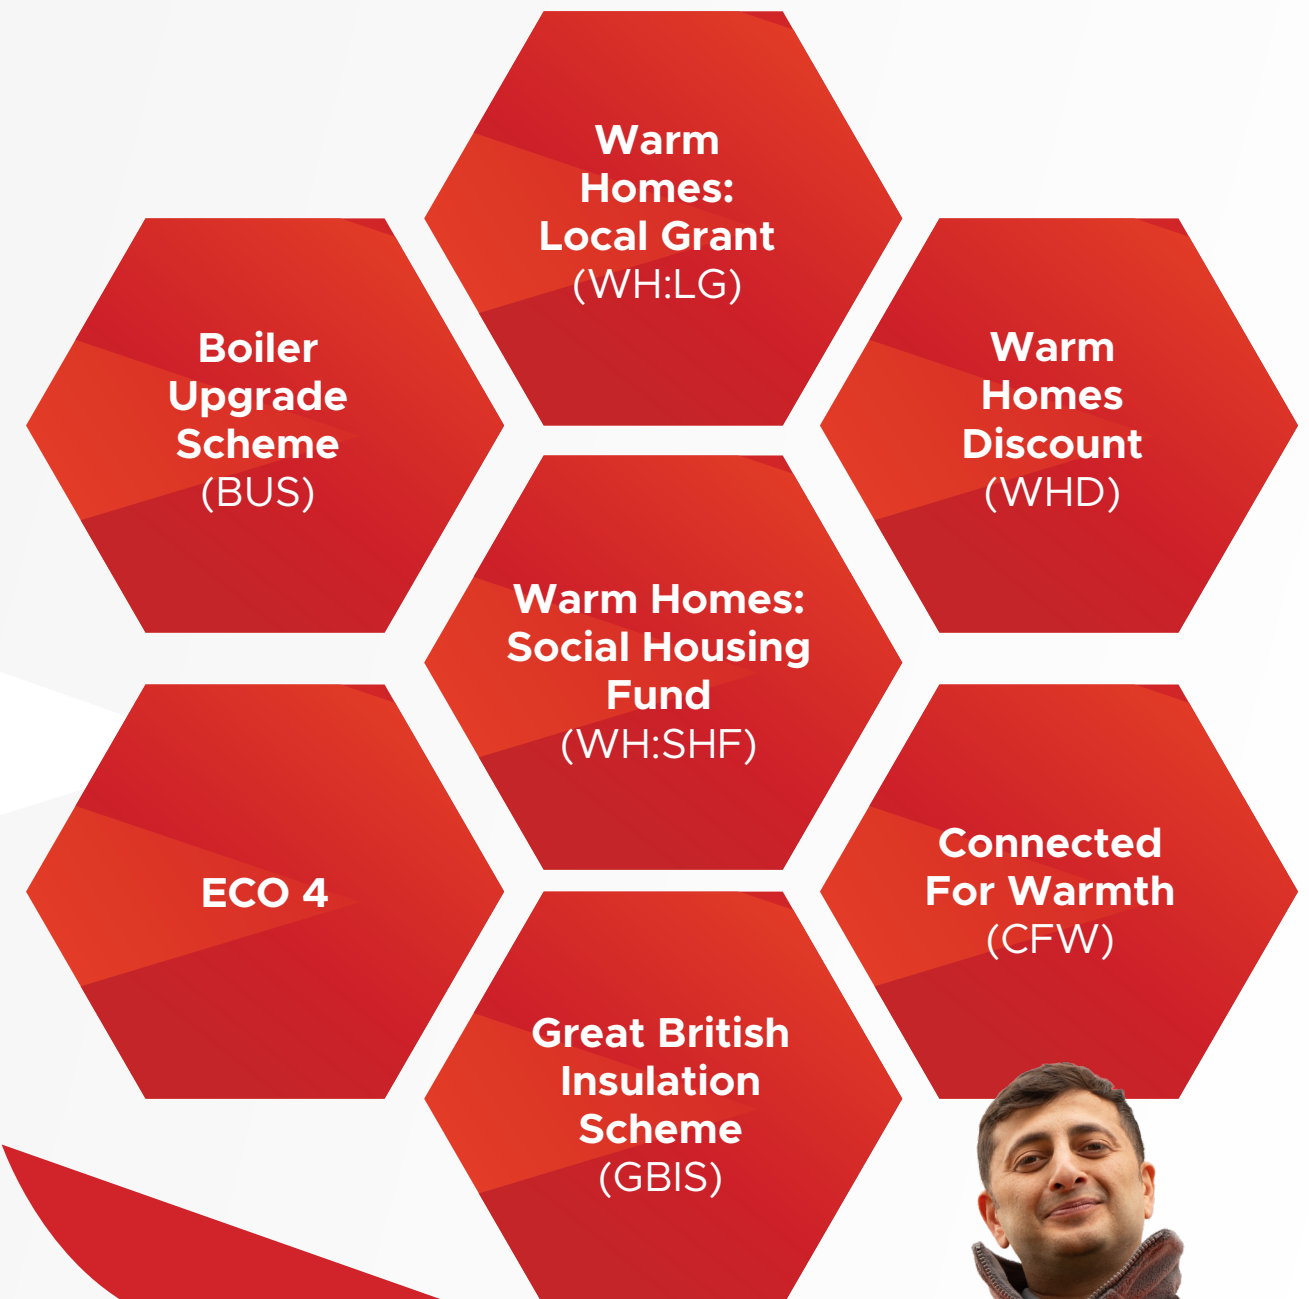 Warm
Homes:
Local Grant
(WH:LG)
Boiler
Upgrade
Scheme
(BUS)
Warm
Homes
Discount
(WHD)
Warm Homes:
Social Housing
Fund
(WH:SHF)
ECO 4
Connected
For Warmth
(CFW)
Great British
Insulation
Scheme
(GBIS)